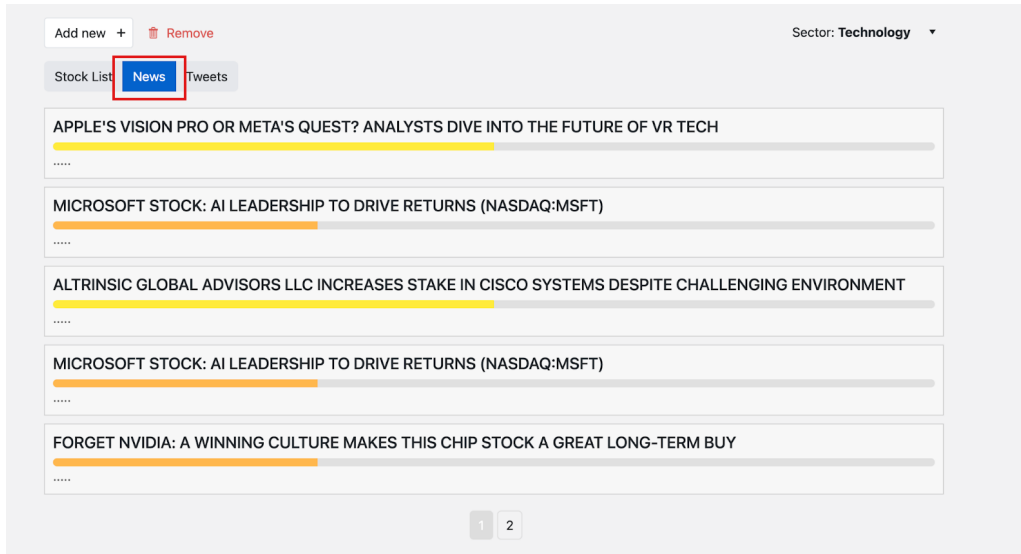 Add new +
Remove
Sector: Technology
Stock List
News
Tweets
APPLE'S VISION PRO OR META'S QUEST? ANALYSTS DIVE INTO THE FUTURE OF VR TECH
.....
MICROSOFT STOCK: AI LEADERSHIP TO DRIVE RETURNS (NASDAQ:MSFT)
.....
ALTRINSIC GLOBAL ADVISORS LLC INCREASES STAKE IN CISCO SYSTEMS DESPITE CHALLENGING ENVIRONMENT
.....
MICROSOFT STOCK: AI LEADERSHIP TO DRIVE RETURNS (NASDAQ:MSFT)
.....
FORGET NVIDIA: A WINNING CULTURE MAKES THIS CHIP STOCK A GREAT LONG-TERM BUY
.....
1 2